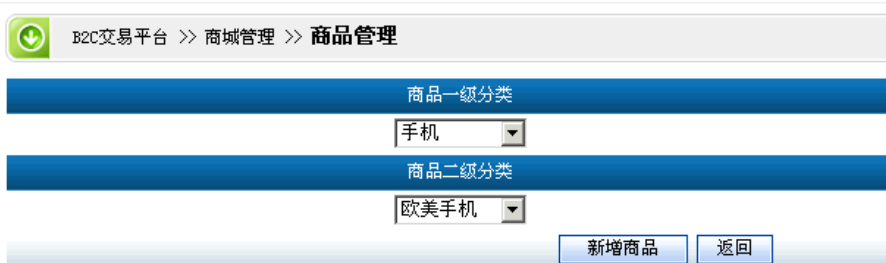 B2C交易平台 >> 商城管理 >> 商品管理
商品一级分类
手机
商品二级分类
欧美手机
新增商品 返回